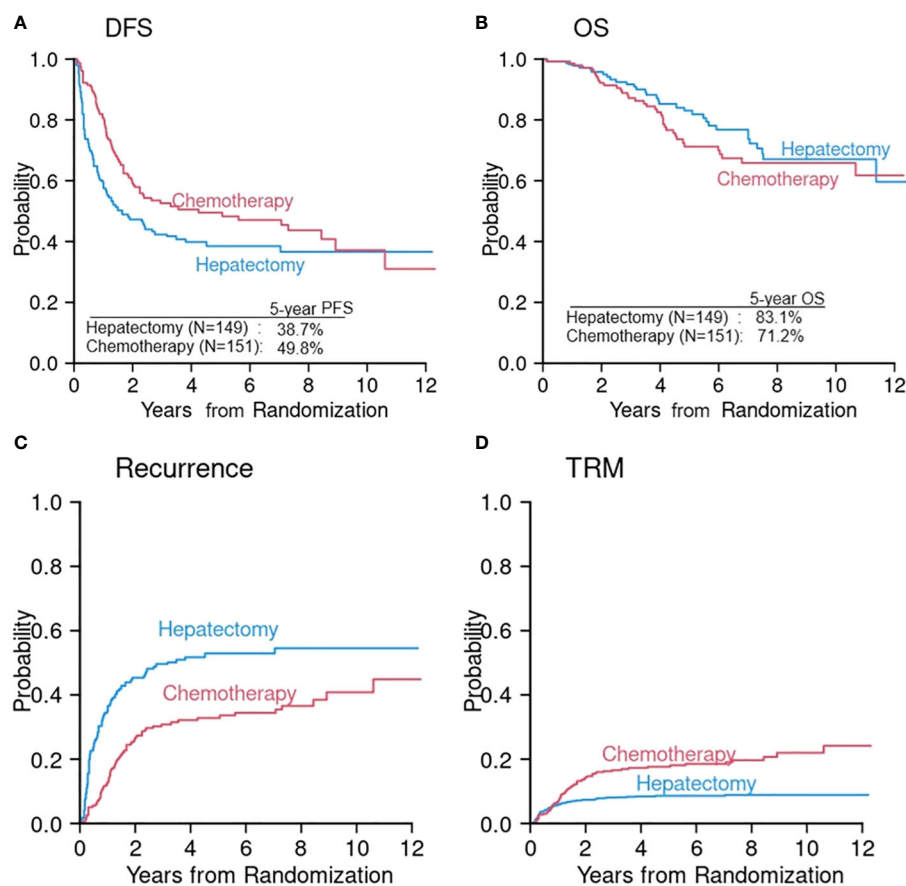 A
DFS
1.0
0.8
0.6
0.4
0.2
0.0
Probability
Chemotherapy
Hepatectomy
5-year PFS
Hepatectomy (N=149) : 38.7%
Chemotherapy (N=151): 49.8%
0 2 4 6 8 10 12
Years from Randomization
B
OS
1.0
0.8
0.6
0.4
0.2
0.0
Probability
Hepatectomy
Chemotherapy
5-year OS
Hepatectomy (N=149) : 83.1%
Chemotherapy (N=151): 71.2%
0 2 4 6 8 10 12
Years from Randomization
C
Recurrence
1.0
0.8
0.6
0.4
0.2
0.0
Probability
Hepatectomy
Chemotherapy
0 2 4 6 8 10 12
Years from Randomization
D
TRM
1.0
0.8
0.6
0.4
0.2
0.0
Probability
Chemotherapy
Hepatectomy
0 2 4 6 8 10 12
Years from Randomization